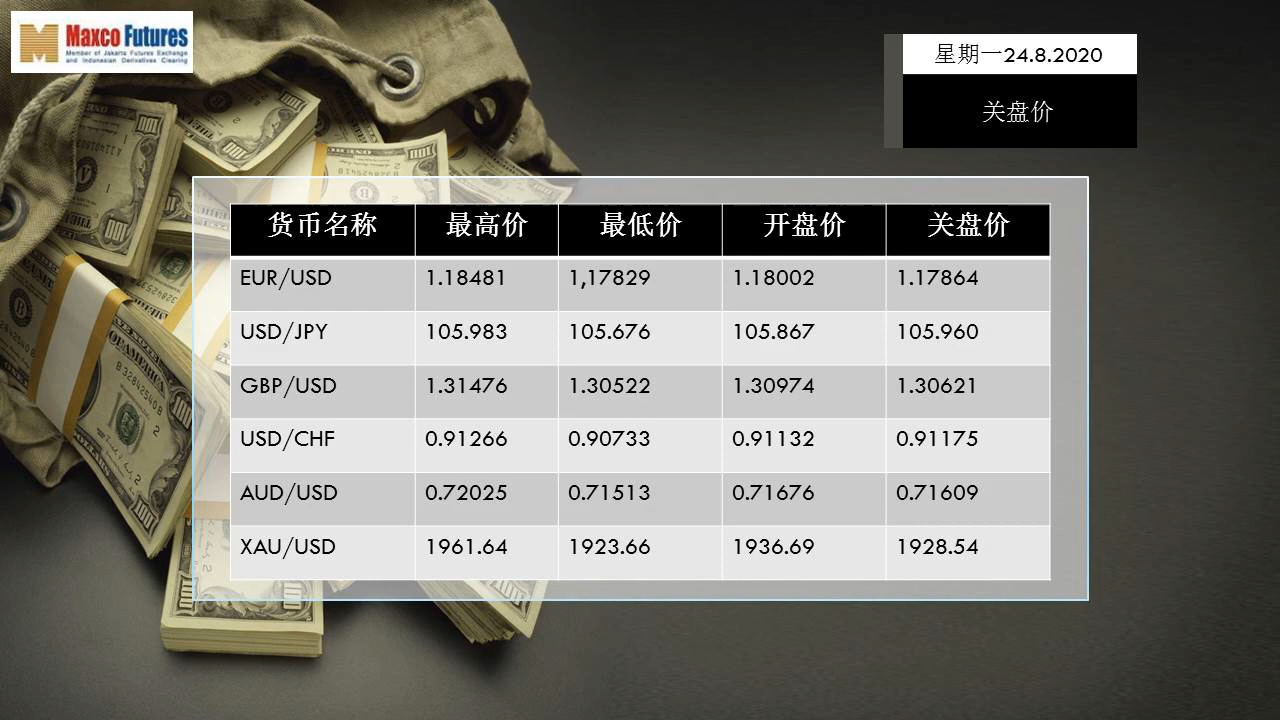 Maxco Futures
Member of Jakarta Futures Exchange
and Indonesian Derivatives Clearing
星期一24.8.2020
关盘价
货币名称 最高价 最低价 开盘价 关盘价
EUR/USD 1.18481 1,17829 1.18002 1.17864
USD/JPY 105.983 105.676 105.867 105.960
GBP/USD 1.31476 1.30522 1.30974 1.30621
USD/CHF 0.91266 0.90733 0.91132 0.91175
AUD/USD 0.72025 0.71513 0.71676 0.71609
XAU/USD 1961.64 1923.66 1936.69 1928.54